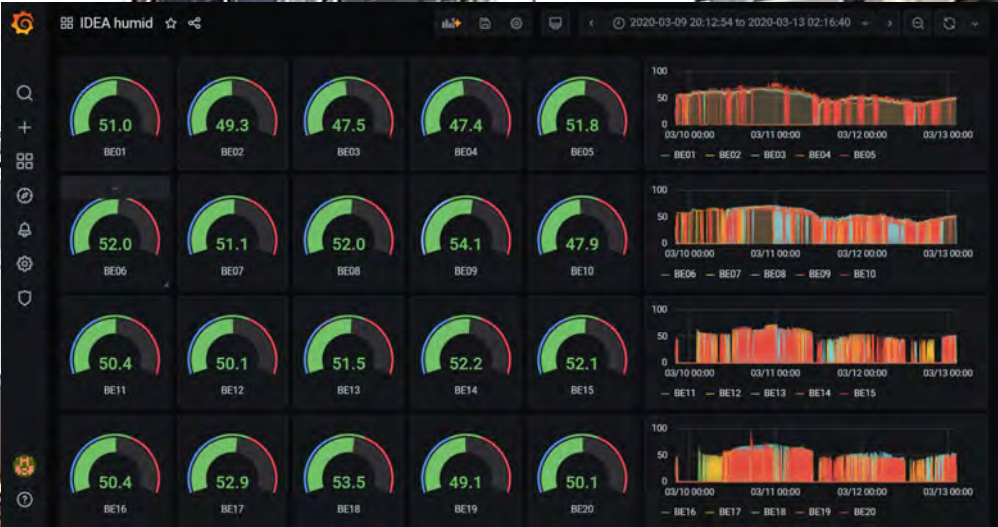 IDEA humid
2020-03-09 20:12:54 to 2020-03-13 02:16:40
51.0 49.3 47.5 47.4 51.8
BE01 BE02 BE03 BE04 BE05
100
50
0
03/10 00:00 03/11 00:00 03/12 00:00 03/13 00:00
BE01 BE02 BE03 BE04 BE05
52.0 51.1 52.0 54.1 47.9
BE06 BE07 BE08 BE09 BE10
100
50
0
03/10 00:00 03/11 00:00 03/12 00:00 03/13 00:00
BE06 BE07 BE08 BE09 BE10
50.4 50.1 51.5 52.2 52.1
BE11 BE12 BE13 BE14 BE15
100
50
0
03/10 00:00 03/11 00:00 03/12 00:00 03/13 00:00
BE11 BE12 BE13 BE14 BE15
50.4 52.9 53.5 49.1 50.1
BE16 BE17 BE18 BE19 BE20
100
50
0
03/10 00:00 03/11 00:00 03/12 00:00 03/13 00:00
BE16 BE17 BE18 BE19 BE20